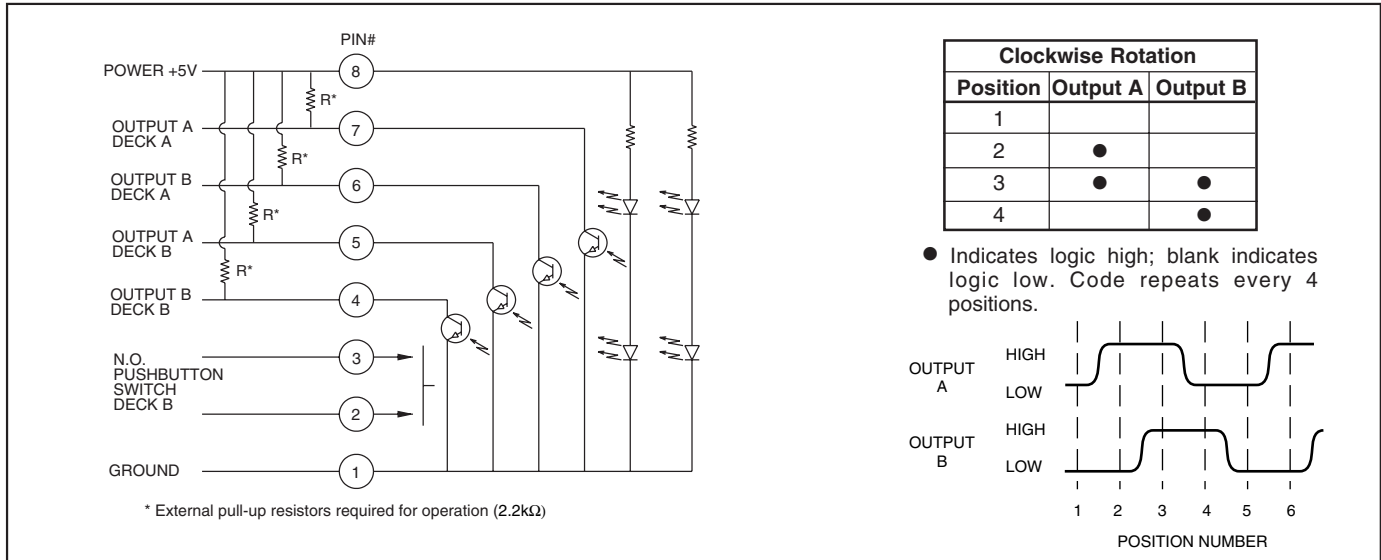 PIN#
POWER +5V
8
R*
OUTPUT A
DECK A
7
R*
OUTPUT B
DECK A
6
R*
OUTPUT A
DECK B
5
R*
OUTPUT B
DECK B
4
N.O.
PUSHBUTTON
SWITCH
DECK B
3
2
GROUND
1
* External pull-up resistors required for operation (2.2kΩ)
Clockwise Rotation
Position Output A Output B
1
2 ●
3 ● ●
4 ●
● Indicates logic high; blank indicates
logic low. Code repeats every 4
positions.
OUTPUT
A
HIGH
LOW
OUTPUT
B
HIGH
LOW
1 2 3 4 5 6
POSITION NUMBER